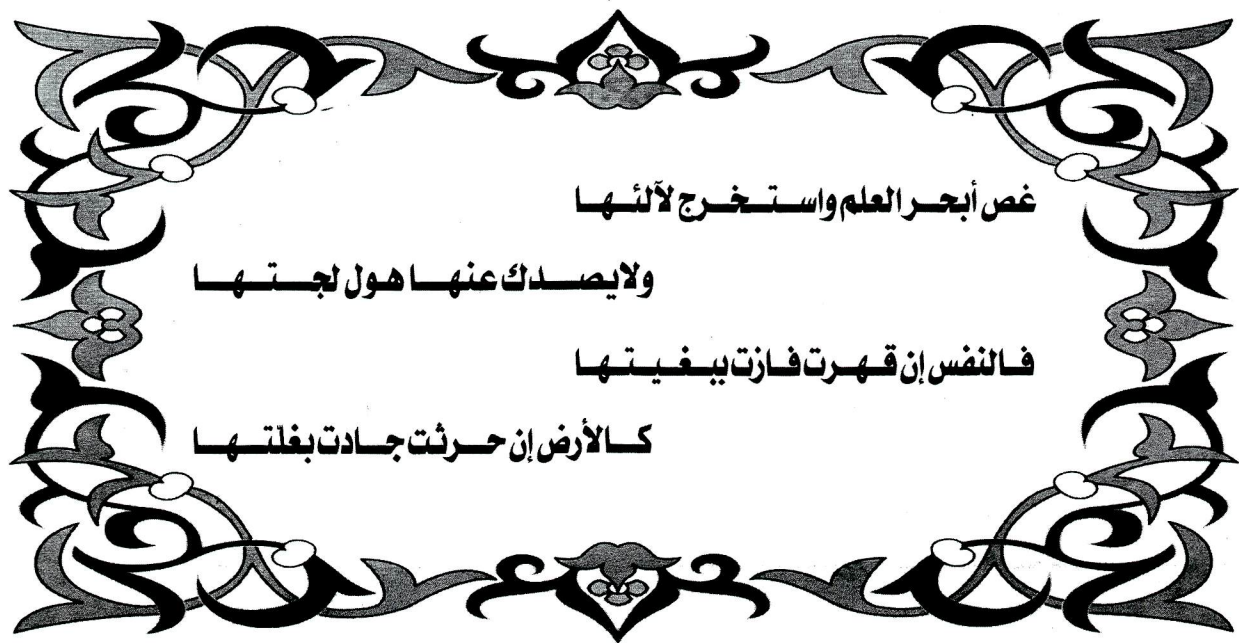 غص أبحر العلم واستخرج لآلئها
ولا يصدك عنها هول لجتها
فالنفس إن قهرت فازت ببغيتها
كالأرض إن حرثت جادت بغلتها